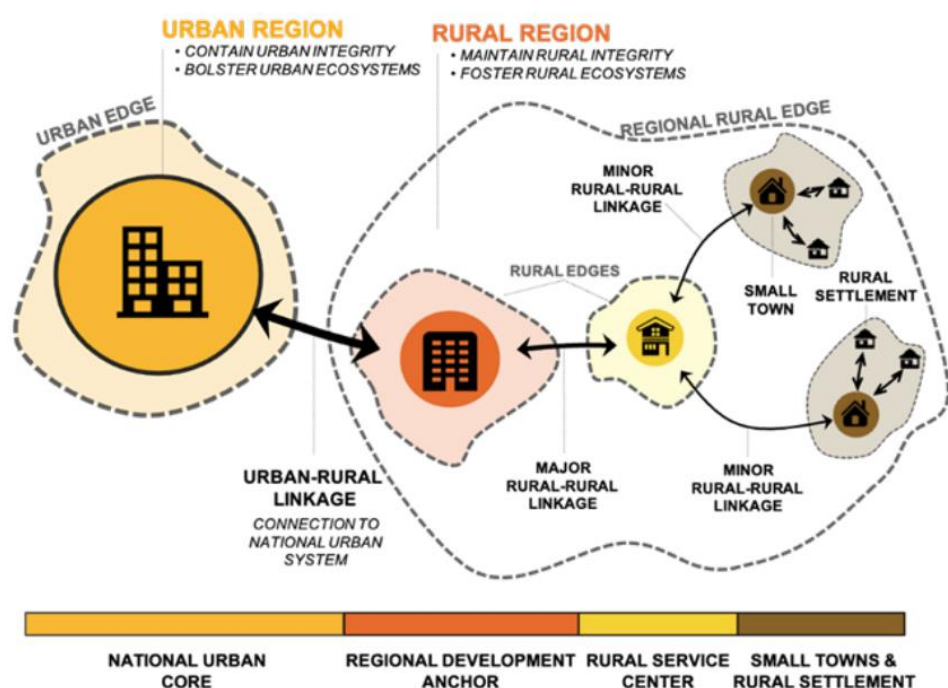 URBAN REGION
• CONTAIN URBAN INTEGRITY
• BOLSTER URBAN ECOSYSTEMS
RURAL REGION
• MAINTAIN RURAL INTEGRITY
• FOSTER RURAL ECOSYSTEMS
URBAN EDGE
REGIONAL RURAL EDGE
MINOR
RURAL-RURAL
LINKAGE
RURAL EDGES
SMALL
TOWN
RURAL
SETTLEMENT
URBAN-RURAL
LINKAGE
CONNECTION TO
NATIONAL URBAN
SYSTEM
MAJOR
RURAL-RURAL
LINKAGE
MINOR
RURAL-RURAL
LINKAGE
NATIONAL URBAN
CORE
REGIONAL DEVELOPMENT
ANCHOR
RURAL SERVICE
CENTER
SMALL TOWNS &
RURAL SETTLEMENT